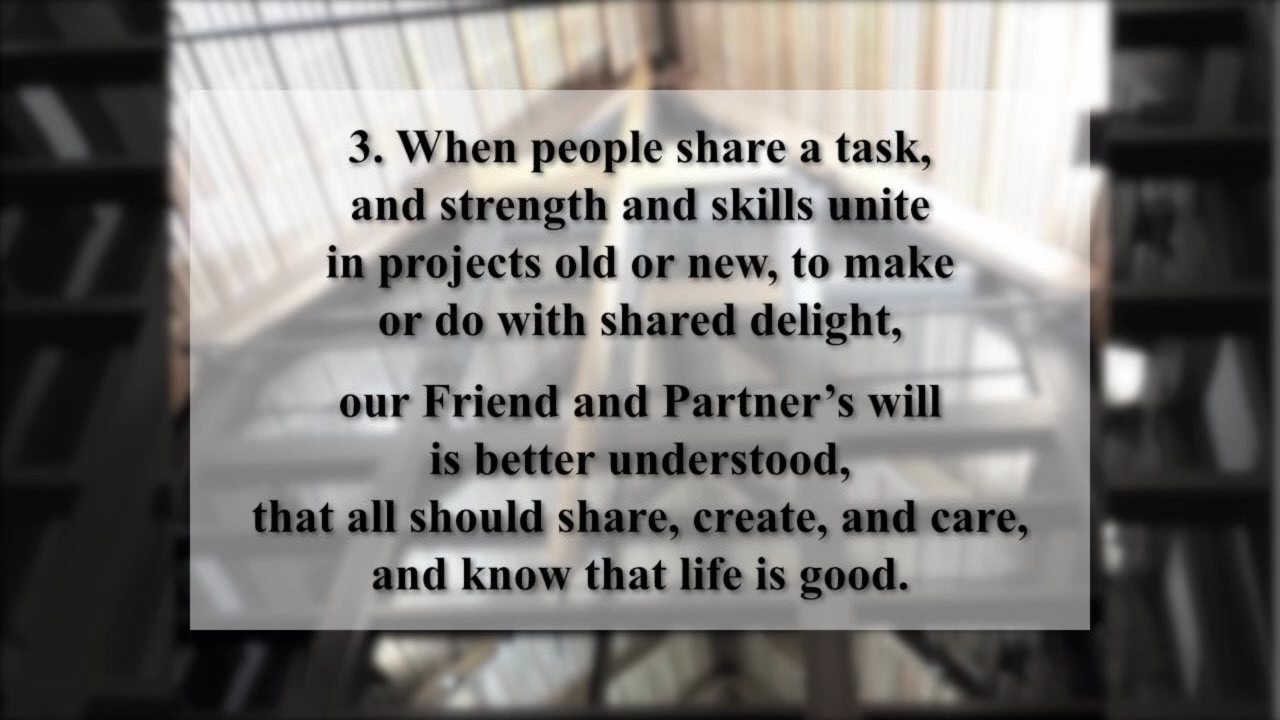 3. When people share a task,
and strength and skills unite
in projects old or new, to make
or do with shared delight,
our Friend and Partner’s will
is better understood,
that all should share, create, and care,
and know that life is good.